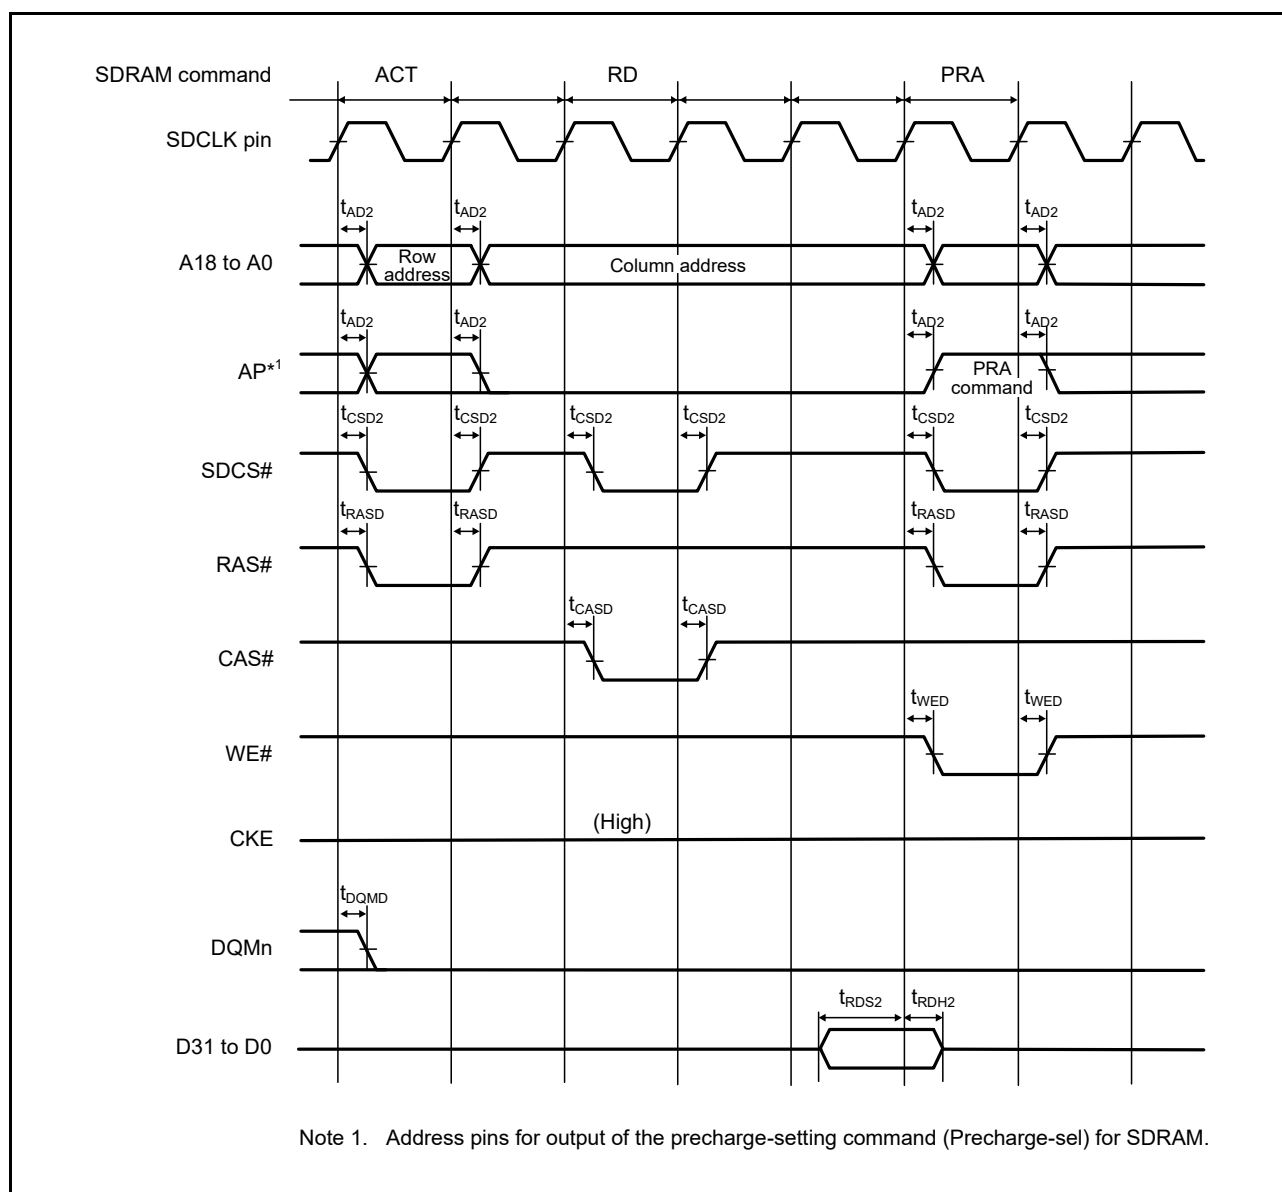 SDRAM command ACT RD PRA
SDCLK pin
tAD2 tAD2 tAD2 tAD2
A18 to A0 Row address Column address
tAD2 tAD2 tAD2 tAD2
AP*1 PRA command
tCSD2 tCSD2 tCSD2 tCSD2 tCSD2 tCSD2
SDCS#
tRASD tRASD tRASD tRASD
RAS#
tCASD tCASD
CAS#
tWED tWED
WE#
(High)
CKE
tDQMD
DQMn
tRDS2 tRDH2
D31 to D0
Note 1. Address pins for output of the precharge-setting command (Precharge-sel) for SDRAM.